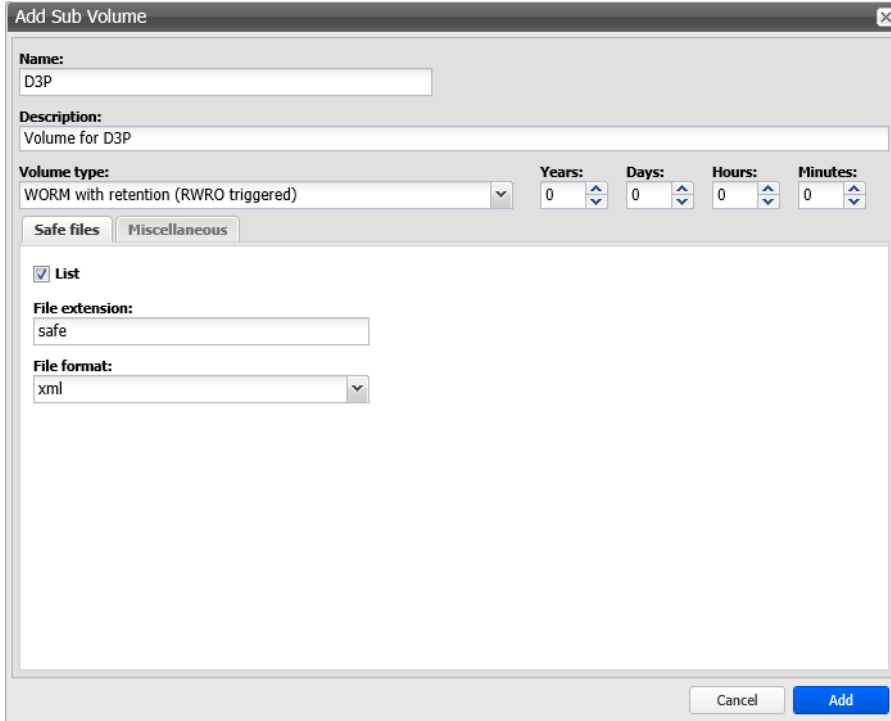 Add Sub Volume
Name:
D3P
Description:
Volume for D3P
Volume type: Years: Days: Hours: Minutes:
WORM with retention (RWRO triggered) 0 0 0 0
Safe files Miscellaneous
List
File extension:
safe
File format:
xml
Cancel Add